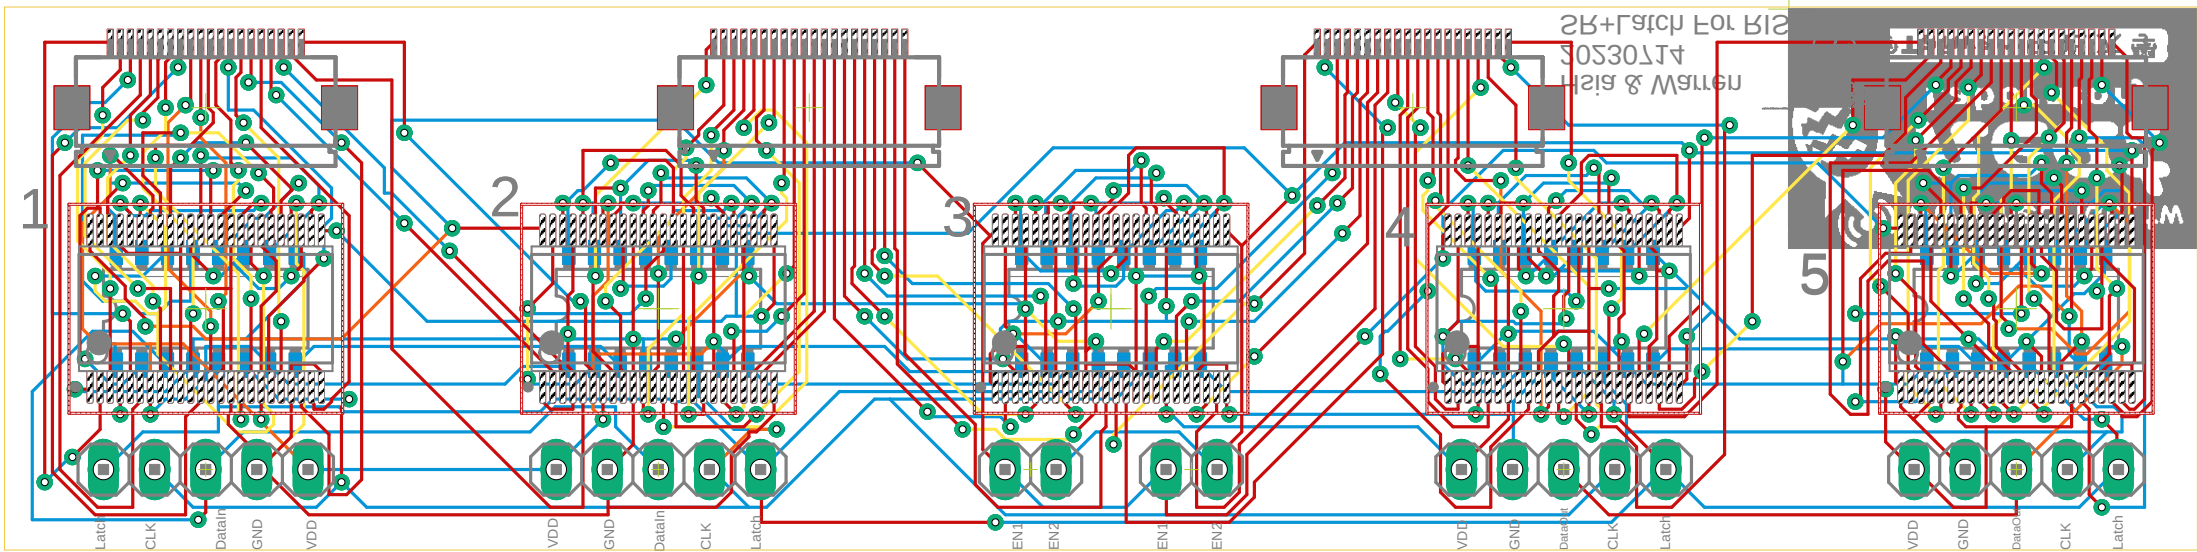 SR+Latch For RIS
20230714
Hsia & Warren
1
2
3
4
5
Latch
CLK
DataIn
GND
VDD
VDD
GND
DataIn
CLK
Latch
EN1
EN2
EN1
EN2
VDD
GND
DataOut
CLK
Latch
VDD
GND
DataOut
CLK
Latch